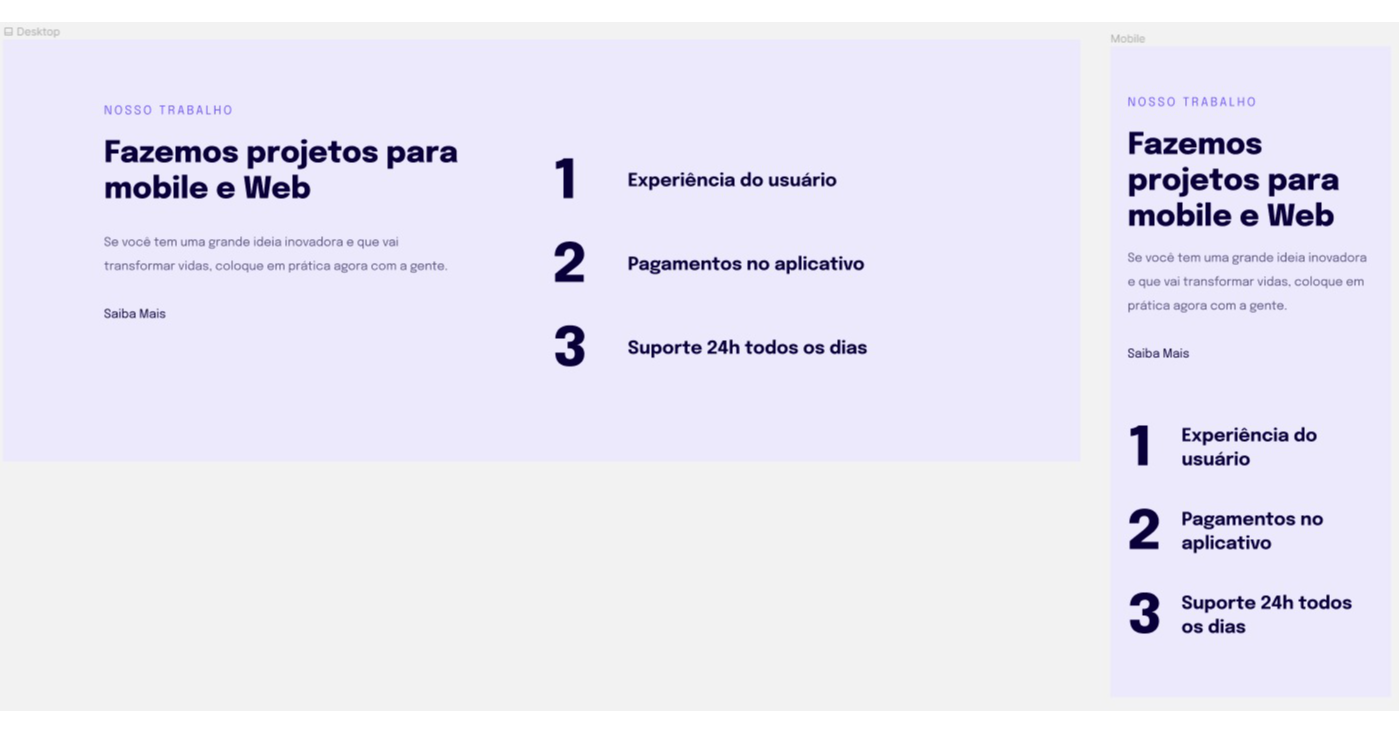 Desktop
NOSSO TRABALHO
Fazemos projetos para
mobile e Web
Se você tem uma grande ideia inovadora e que vai
transformar vidas, coloque em prática agora com a gente.
Saiba Mais
1 Experiência do usuário
2 Pagamentos no aplicativo
3 Suporte 24h todos os dias
Mobile
NOSSO TRABALHO
Fazemos
projetos para
mobile e Web
Se você tem uma grande ideia inovadora
e que vai transformar vidas, coloque em
prática agora com a gente.
Saiba Mais
1 Experiência do
usuário
2 Pagamentos no
aplicativo
3 Suporte 24h todos
os dias